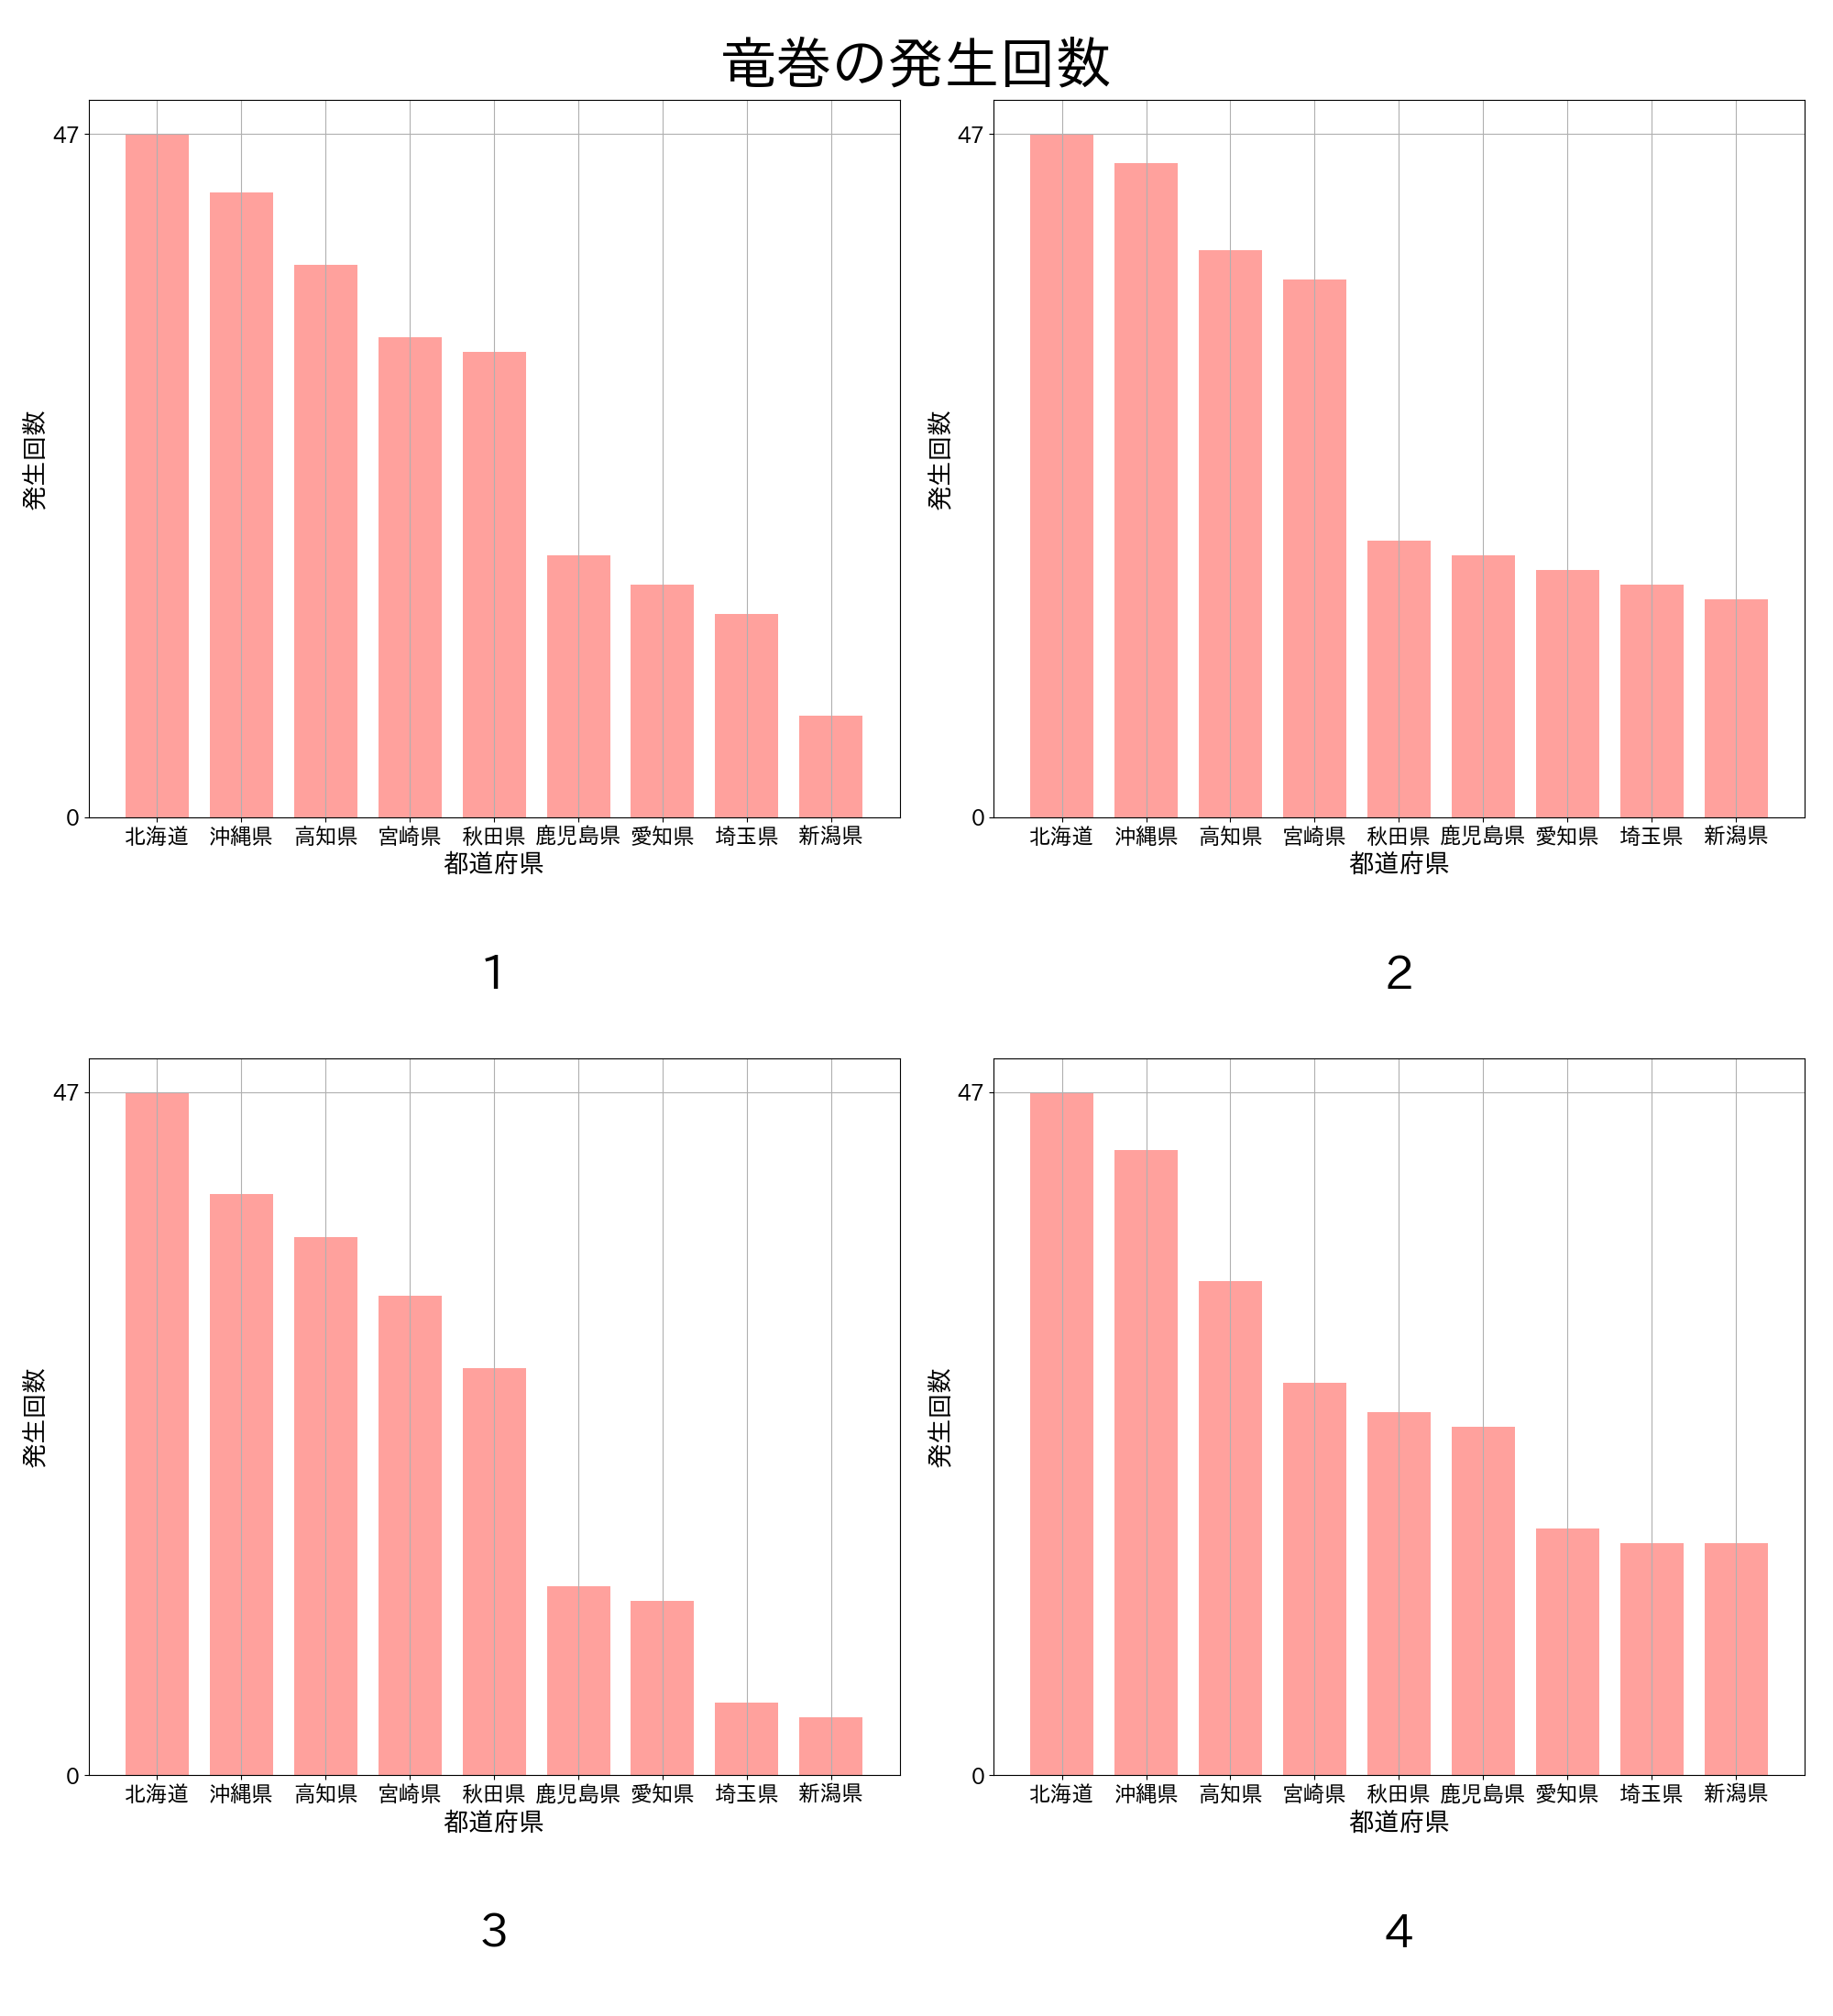 竜巻の発生回数
47
0
発生回数
北海道 沖縄県 高知県 宮崎県 秋田県 鹿児島県 愛知県 埼玉県 新潟県
都道府県
1
47
0
発生回数
北海道 沖縄県 高知県 宮崎県 秋田県 鹿児島県 愛知県 埼玉県 新潟県
都道府県
2
47
0
発生回数
北海道 沖縄県 高知県 宮崎県 秋田県 鹿児島県 愛知県 埼玉県 新潟県
都道府県
3
47
0
発生回数
北海道 沖縄県 高知県 宮崎県 秋田県 鹿児島県 愛知県 埼玉県 新潟県
都道府県
4